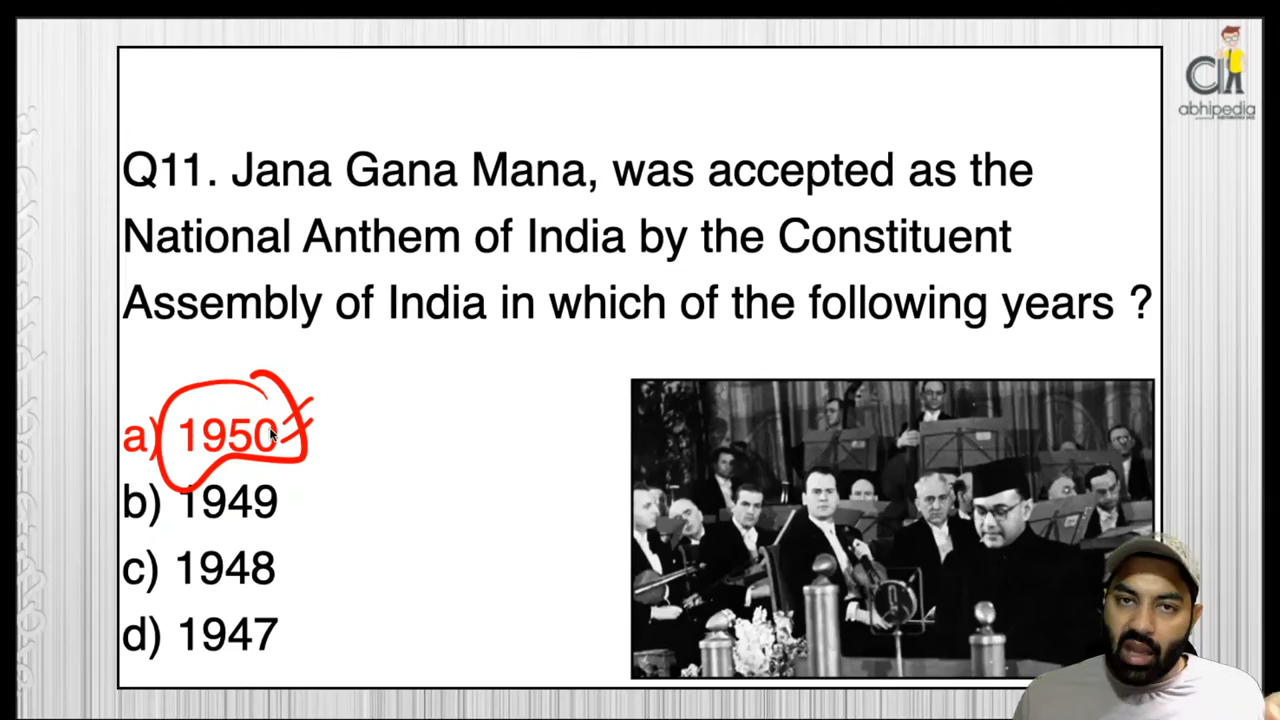 abhipedia
Q11. Jana Gana Mana, was accepted as the
National Anthem of India by the Constituent
Assembly of India in which of the following years ?
a) 1950
b) 1949
c) 1948
d) 1947